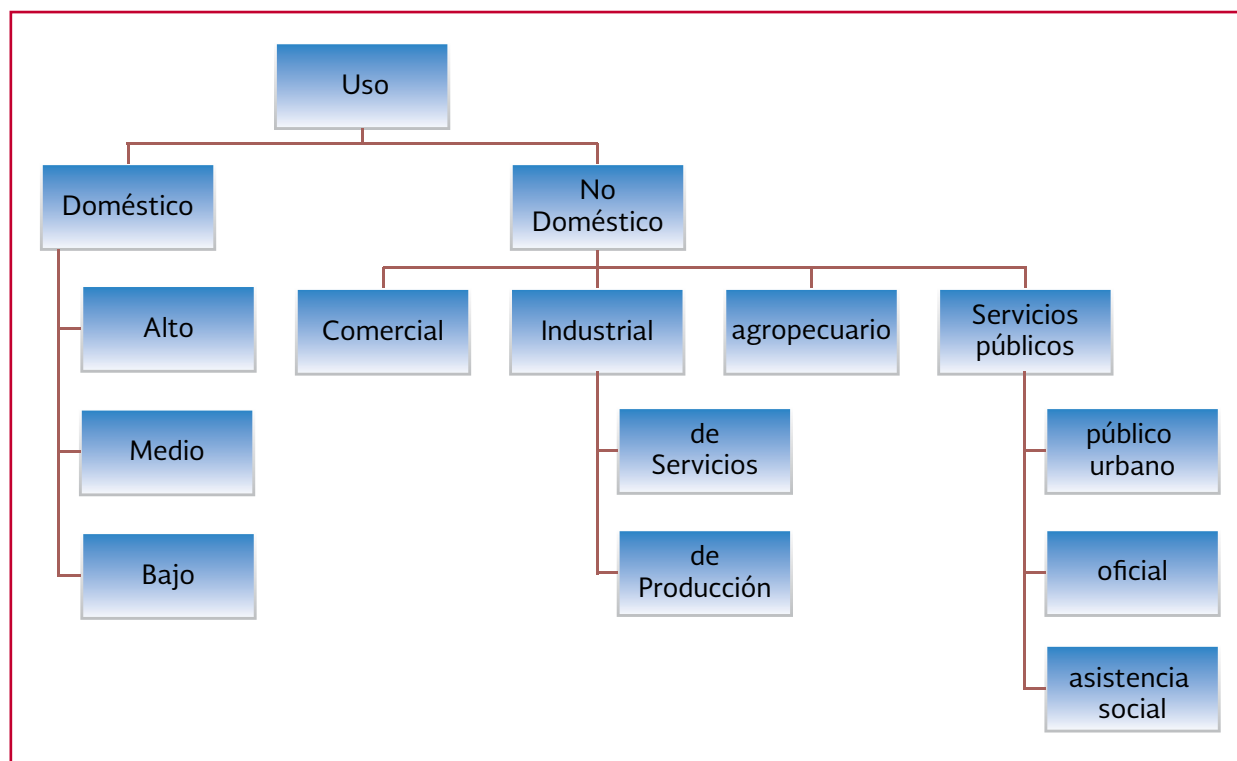 Uso
Doméstico
No
Doméstico
Alto
Medio
Bajo
Comercial
Industrial
agropecuario
Servicios
públicos
de
Servicios
de
Producción
público
urbano
oficial
asistencia
social